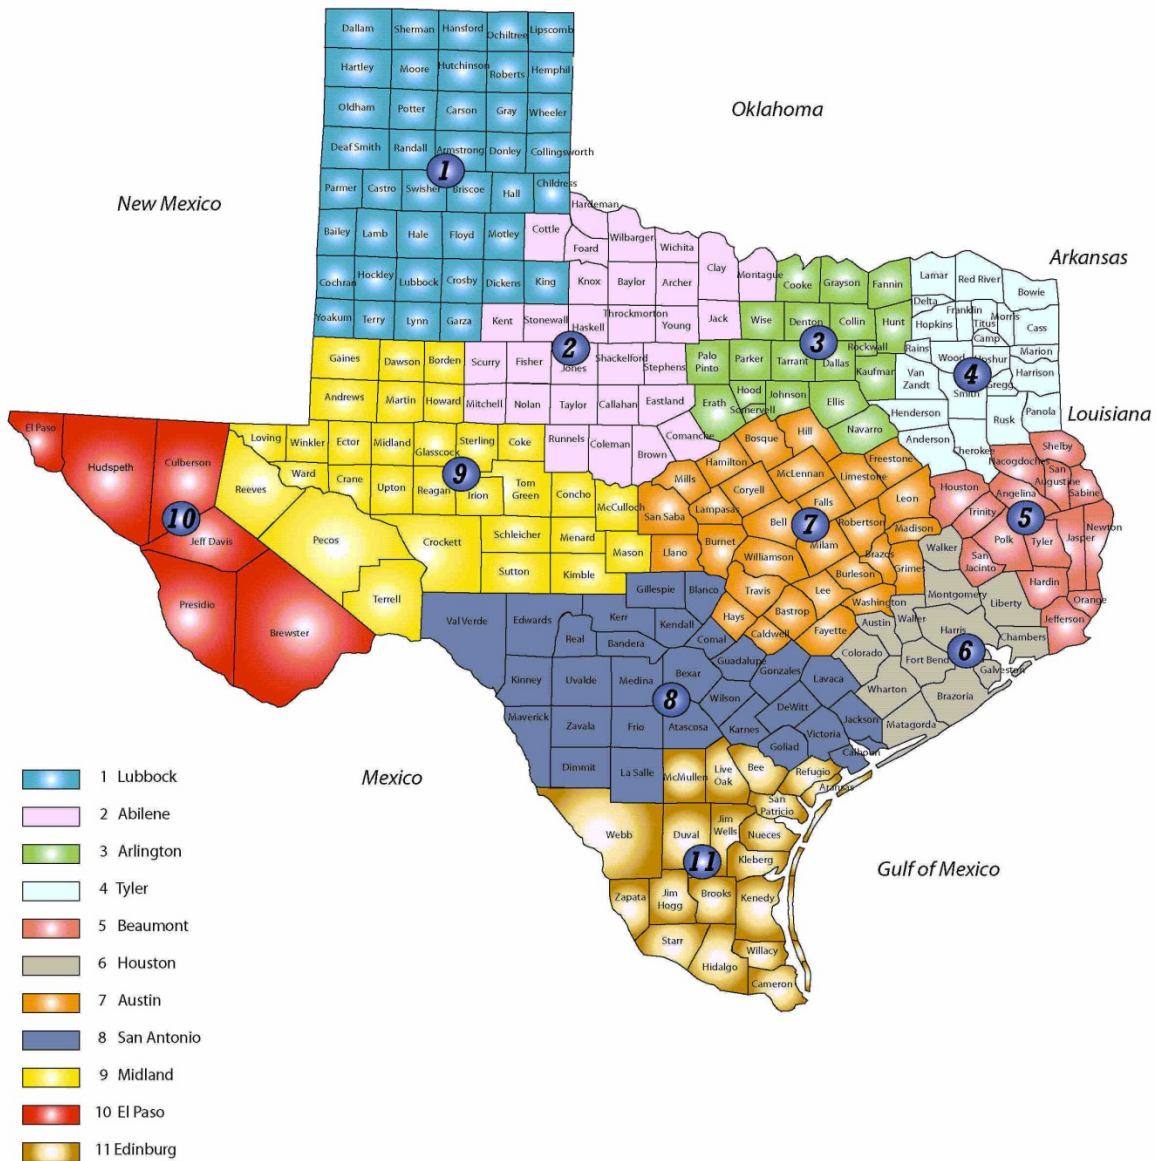 Dallam Sherman Hansford Ochiltree Lipscomb
Hartley Moore Hutchinson Roberts Hemphil
Oldham Potter Carson Gray Wheeler
Oklahoma
Deaf Smith Randall Armstrong Donley Collingsworth
1
Parmer Castro Swisher Briscoe Hall Childress
New Mexico
Hardeman
Bailey Lamb Hale Floyd Motley Cottle Foard Wilbarger Wichita
Arkansas
Cochran Hockley Lubbock Crosby Dickens King Knox Baylor Archer Clay Montague Cooke Grayson Fannin Lamar Red River Bowie
Yoakum Terry Lynn Garza Kent Stonewall Haskell Throckmorton Young Jack Wise Denton Collin Hunt Delta Hopkins Franklin Titus Morris Cass
2
3
4
Gaines Dawson Borden Scurry Fisher Jones Shackelford Stephens Palo Pinto Parker Tarrant Dallas Rockwall Kaufman Rains Wood Camp Upshur Marion
Andrews Martin Howard Mitchell Nolan Taylor Callahan Eastland Erath Hood Somervell Johnson Ellis Van Zandt Smith Gregg Harrison
Louisiana
El Paso Hudspeth Culberson Loving Winkler Ector Midland Glasscock Sterling Coke Runnels Coleman Brown Comanche Bosque Hill Navarro Henderson Anderson Cherokee Rusk Panola
Reeves Ward Crane Upton Reagan Irion Tom Green Concho McCulloch Mills Hamilton Coryell McLennan Limestone Freestone Nacogdoches Shelby
9
San Augustine Sabine
10
Jeff Davis Pecos Crockett Schleicher Menard San Saba Lampasas Bell Falls Robertson Leon Houston Trinity Angelina
7
5
Polk Tyler Jasper Newton
Presidio Brewster Terrell Sutton Kimble Mason Llano Burnet Williamson Milam Brazos Madison Grimes Walker San Jacinto Hardin Orange
Val Verde Edwards Kerr Gillespie Blanco Travis Lee Burleson Washington Montgomery Liberty Jefferson
Real Bandera Kendall Comal Hays Caldwell Bastrop Fayette Austin Waller Harris Chambers
6
Kinney Uvalde Medina Bexar Guadalupe Gonzales Lavaca Colorado Fort Bend Galveston
8
Maverick Zavala Frio Atascosa Wilson Karnes DeWitt Jackson Wharton Brazoria Matagorda
Dimmit La Salle McMullen Live Oak Bee Goliad Victoria Calhoun
Mexico
Refugio Aransas
San Patricio
Webb Duval Jim Wells Nueces
11
Kleberg
Gulf of Mexico
Zapata Jim Hogg Brooks Kenedy
Starr Hidalgo Willacy
Cameron
1 Lubbock
2 Abilene
3 Arlington
4 Tyler
5 Beaumont
6 Houston
7 Austin
8 San Antonio
9 Midland
10 El Paso
11 Edinburg